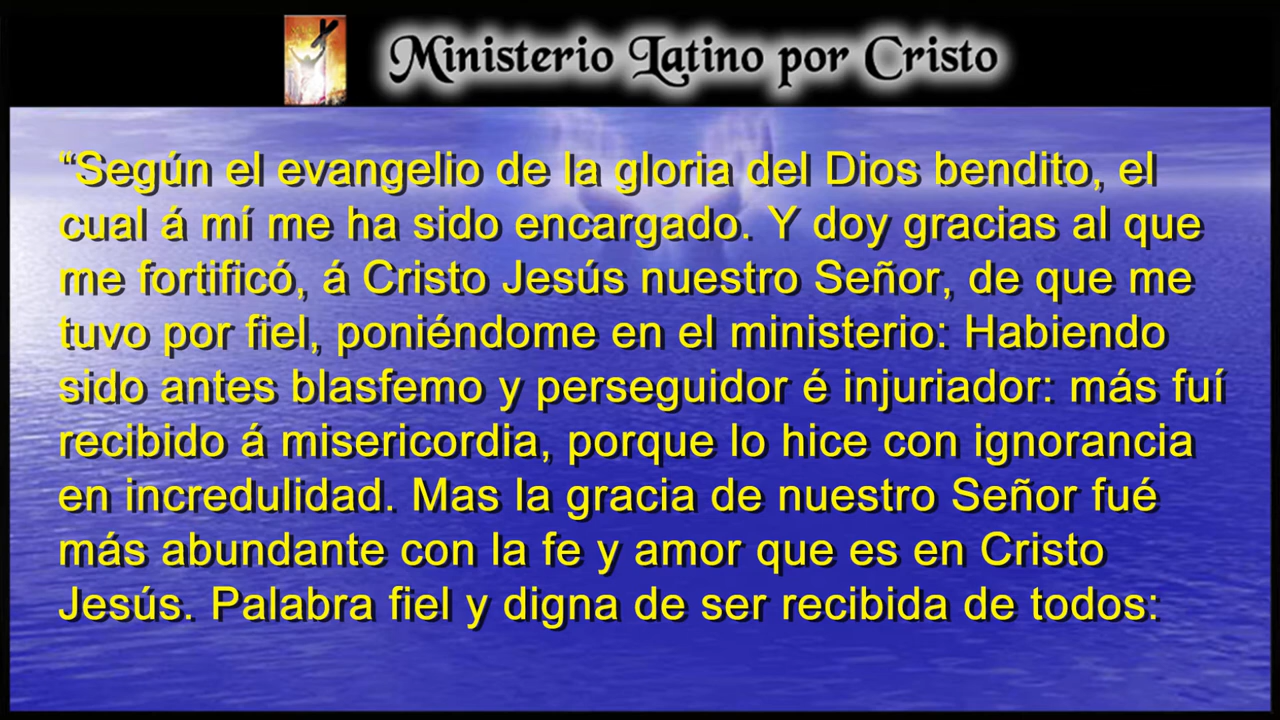 Ministerio Latino por Cristo
“Según el evangelio de la gloria del Dios bendito, el
cual á mí me ha sido encargado. Y doy gracias al que
me fortificó, á Cristo Jesús nuestro Señor, de que me
tuvo por fiel, poniéndome en el ministerio: Habiendo
sido antes blasfemo y perseguidor é injuriador: más fuí
recibido á misericordia, porque lo hice con ignorancia
en incredulidad. Mas la gracia de nuestro Señor fué
más abundante con la fe y amor que es en Cristo
Jesús. Palabra fiel y digna de ser recibida de todos: